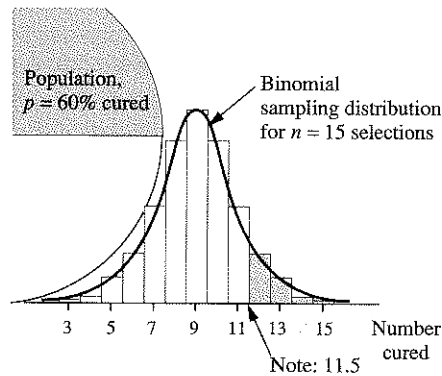 Population,
p = 60% cured
Binomial
sampling distribution
for n = 15 selections
3 5 7 9 11 13 15 Number
cured
Note: 11.5